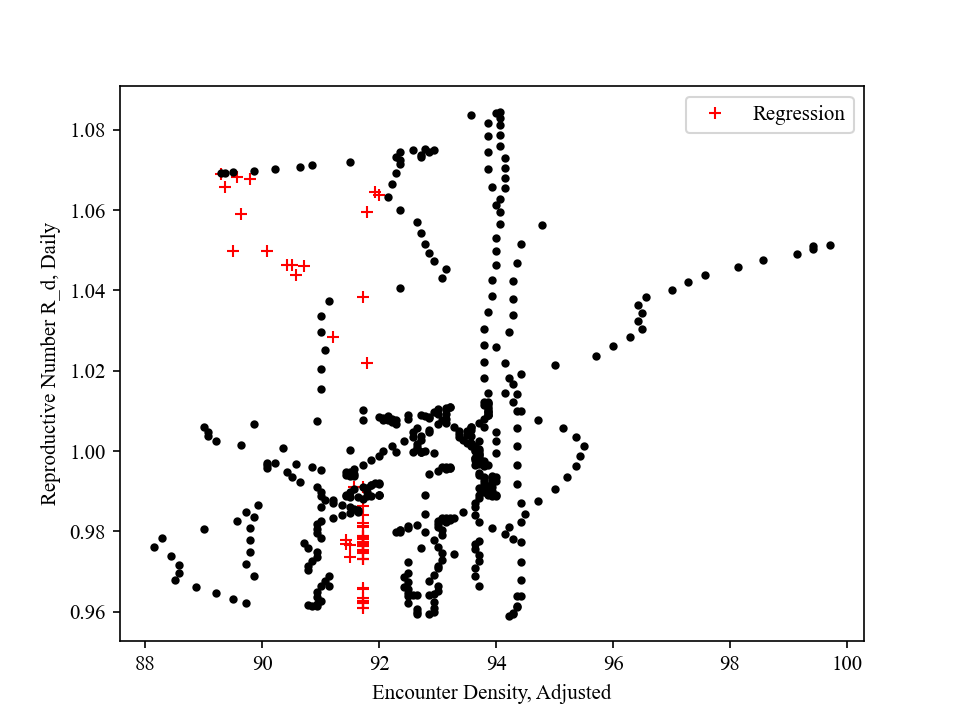 Regression
1.08
1.06
1.04
1.02
1.00
0.98
0.96
Reproductive Number R_d, Daily
88 90 92 94 96 98 100
Encounter Density, Adjusted